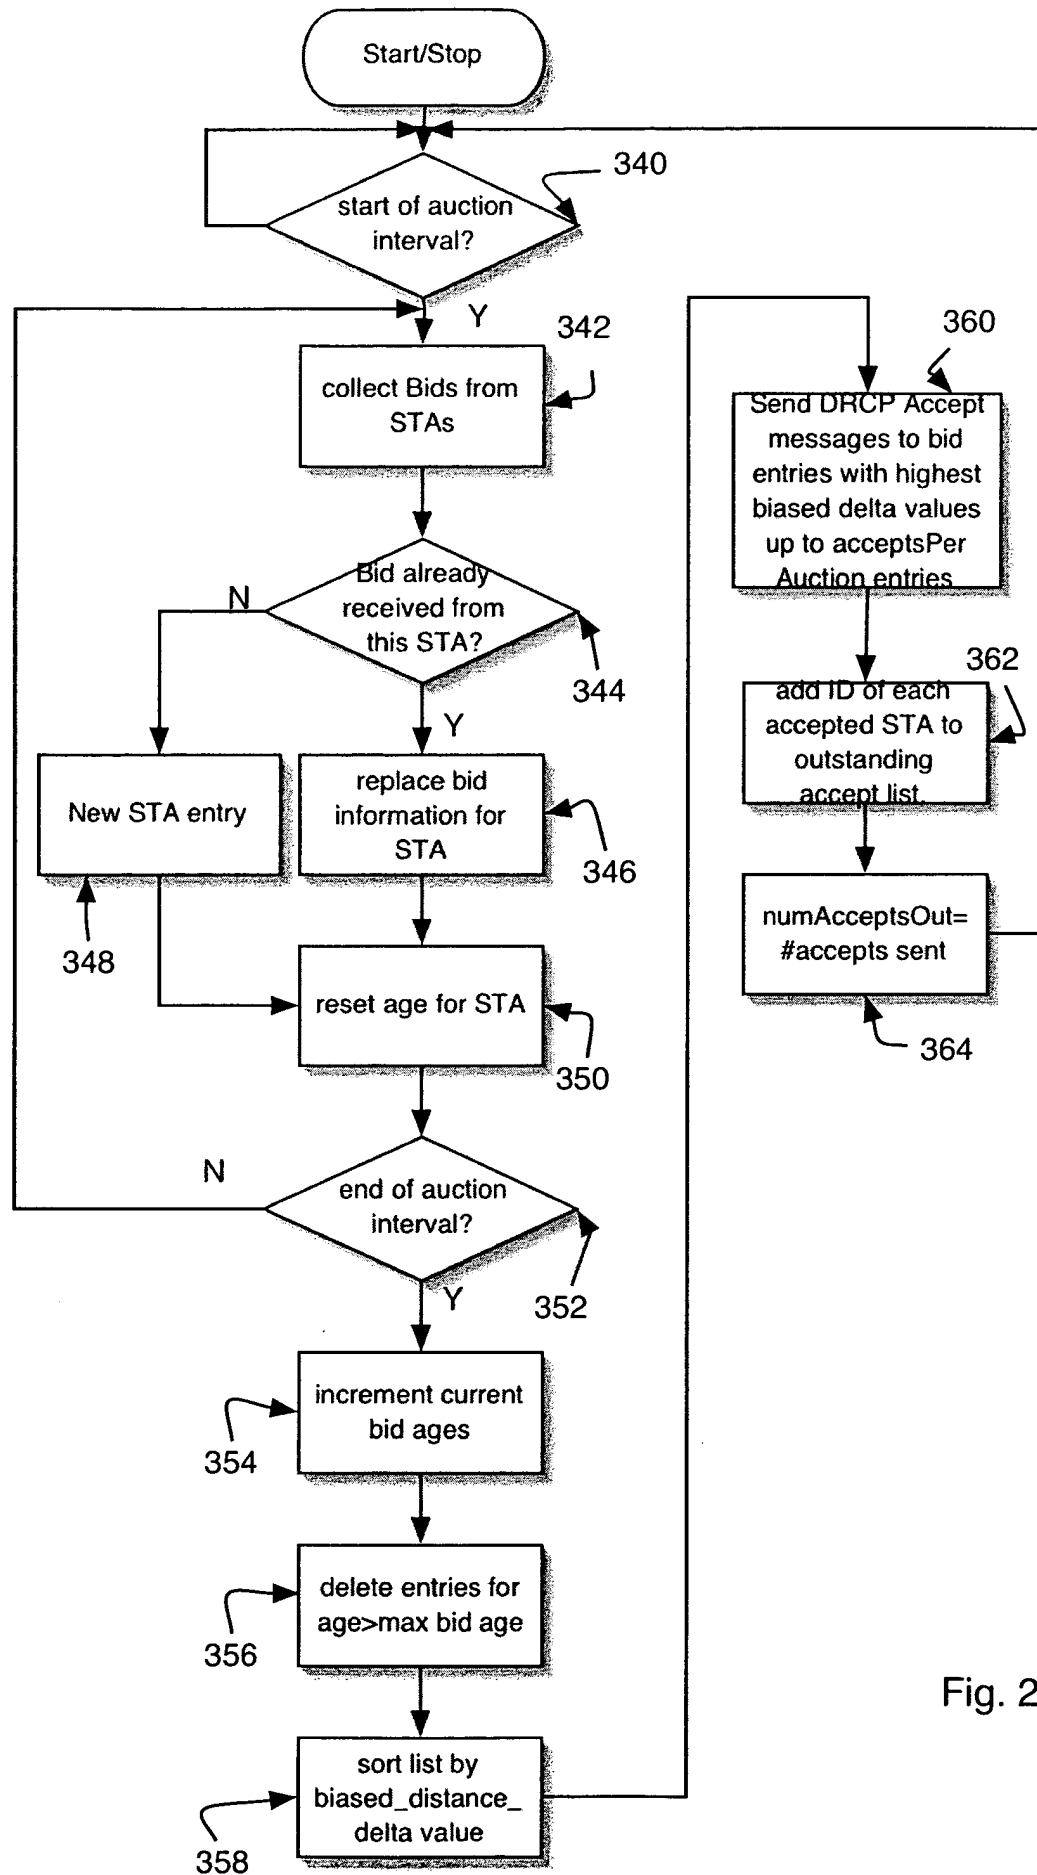 Start/Stop
340
start of auction
interval?
Y
342
collect Bids from
STAs
N
Bid already
received from
this STA?
344
Y
New STA entry
348
replace bid
information for
STA
346
reset age for STA
350
N
end of auction
interval?
352
Y
increment current
bid ages
354
delete entries for
age>max bid age
356
sort list by
biased_distance_
delta value
358
360
Send DRCP Accept
messages to bid
entries with highest
biased delta values
up to acceptsPer
Auction entries
362
add ID of each
accepted STA to
outstanding
accept list.
numAcceptsOut=
#accepts sent
364
Fig. 2